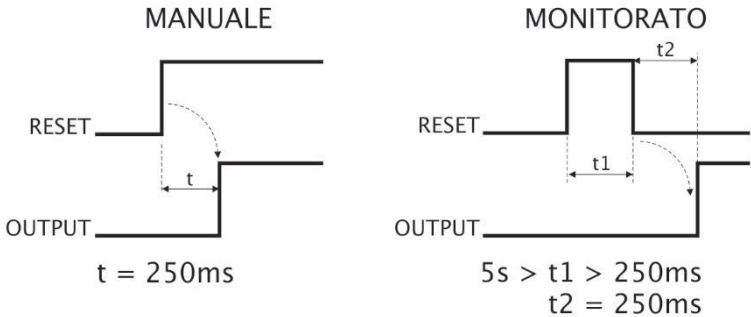 MANUALE
RESET
t
OUTPUT
t = 250ms
MONITORATO
t2
RESET
t1
OUTPUT
5s > t1 > 250ms
t2 = 250ms